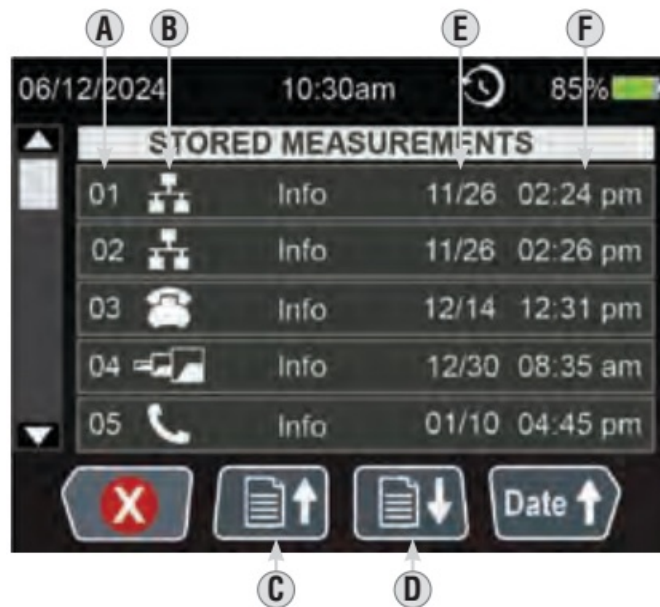 A B E F
06/12/2024 10:30am 85%
STORED MEASUREMENTS
01 Info 11/26 02:24 pm
02 Info 11/26 02:26 pm
03 Info 12/14 12:31 pm
04 Info 12/30 08:35 am
05 Info 01/10 04:45 pm
X Date
C D